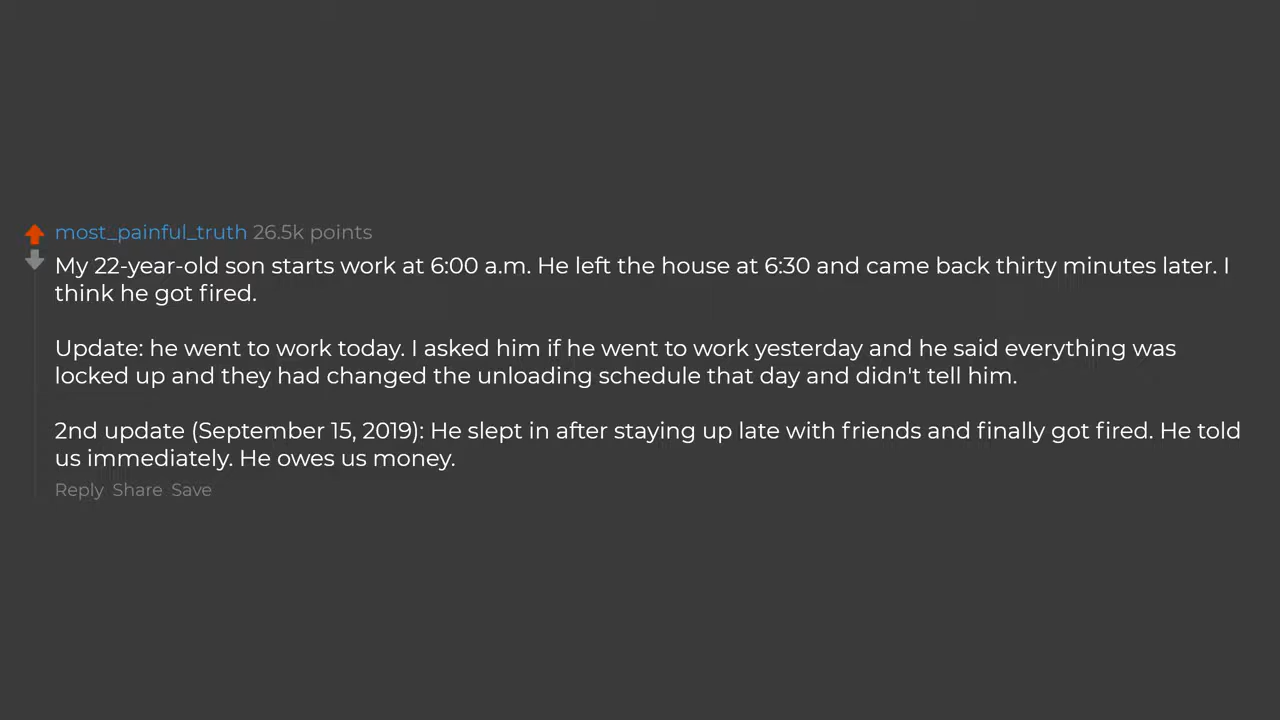 most_painful_truth 26.5k points
My 22-year-old son starts work at 6:00 a.m. He left the house at 6:30 and came back thirty minutes later. I
think he got fired.
Update: he went to work today. I asked him if he went to work yesterday and he said everything was
locked up and they had changed the unloading schedule that day and didn't tell him.
2nd update (September 15, 2019): He slept in after staying up late with friends and finally got fired. He told
us immediately. He owes us money.
Reply Share Save